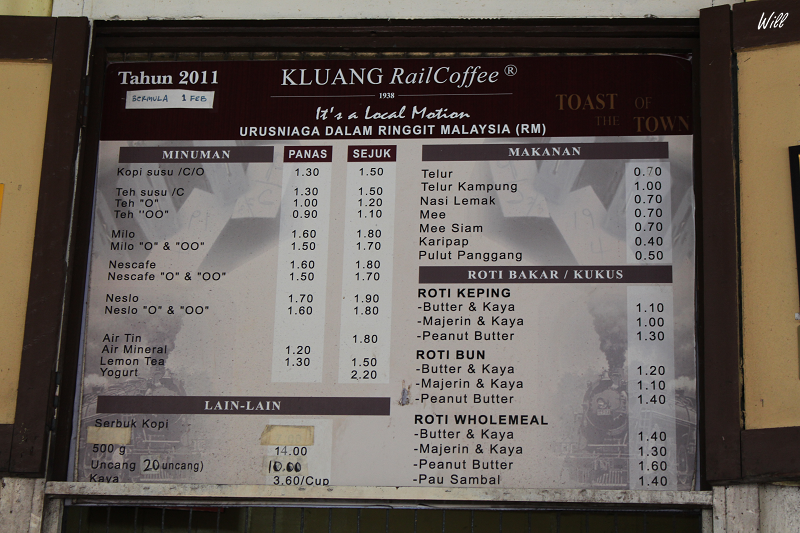 Will
Tahun 2011
BERMULA 1 FEB
KLUANG RailCoffee®
1938
It's a Local Motion
URUSNIAGA DALAM RINGGIT MALAYSIA (RM)
TOAST OF
THE TOWN
MINUMAN PANAS SEJUK
Kopi susu /C/O 1.30 1.50
Teh susu /C 1.30 1.50
Teh "O" 1.00 1.20
Teh "OO" 0.90 1.10
Milo 1.60 1.80
Milo "O" & "OO" 1.50 1.70
Nescafe 1.60 1.80
Nescafe "O" & "OO" 1.50 1.70
Neslo 1.70 1.90
Neslo "O" & "OO" 1.60 1.80
Air Tin 1.80
Air Mineral 1.20
Lemon Tea 1.30 1.50
Yogurt 2.20
LAIN-LAIN
Serbuk Kopi
500 g 14.00
Uncang 20 uncang) 10.00
Kaya 3.60/Cup
MAKANAN
Telur 0.70
Telur Kampung 1.00
Nasi Lemak 0.70
Mee 0.70
Mee Siam 0.70
Karipap 0.40
Pulut Panggang 0.50
ROTI BAKAR / KUKUS
ROTI KEPING
-Butter & Kaya 1.10
-Majerin & Kaya 1.00
-Peanut Butter 1.30
ROTI BUN
-Butter & Kaya 1.20
-Majerin & Kaya 1.10
-Peanut Butter 1.40
ROTI WHOLEMEAL
-Butter & Kaya 1.40
-Majerin & Kaya 1.30
-Peanut Butter 1.60
-Pau Sambal 1.40